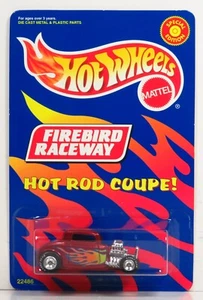 For ages over 3 years.
DIE CAST METAL & PLASTIC PARTS
SPECIAL
EDITION
HOT WHEELS
MATTEL
FIREBIRD
RACEWAY
HOT ROD COUPE!
22486